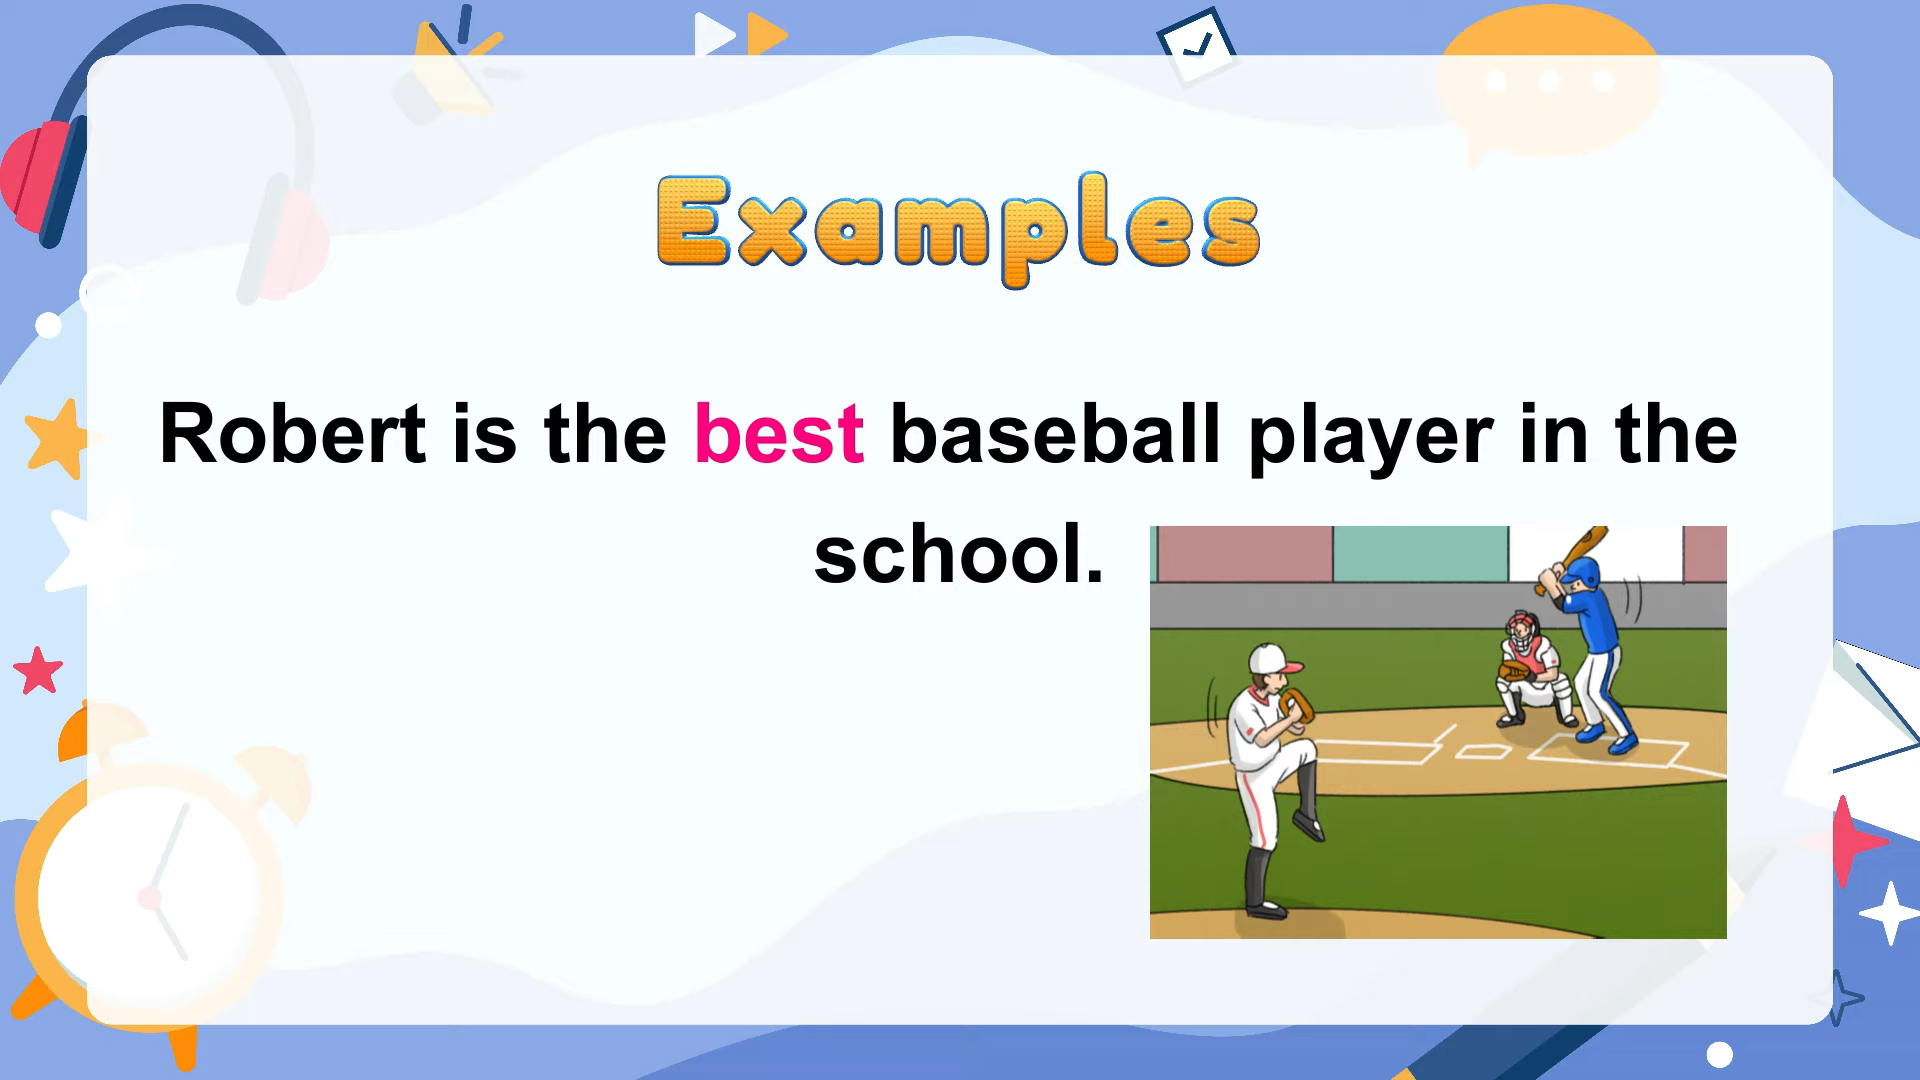 Examples
Robert is the best baseball player in the
school.